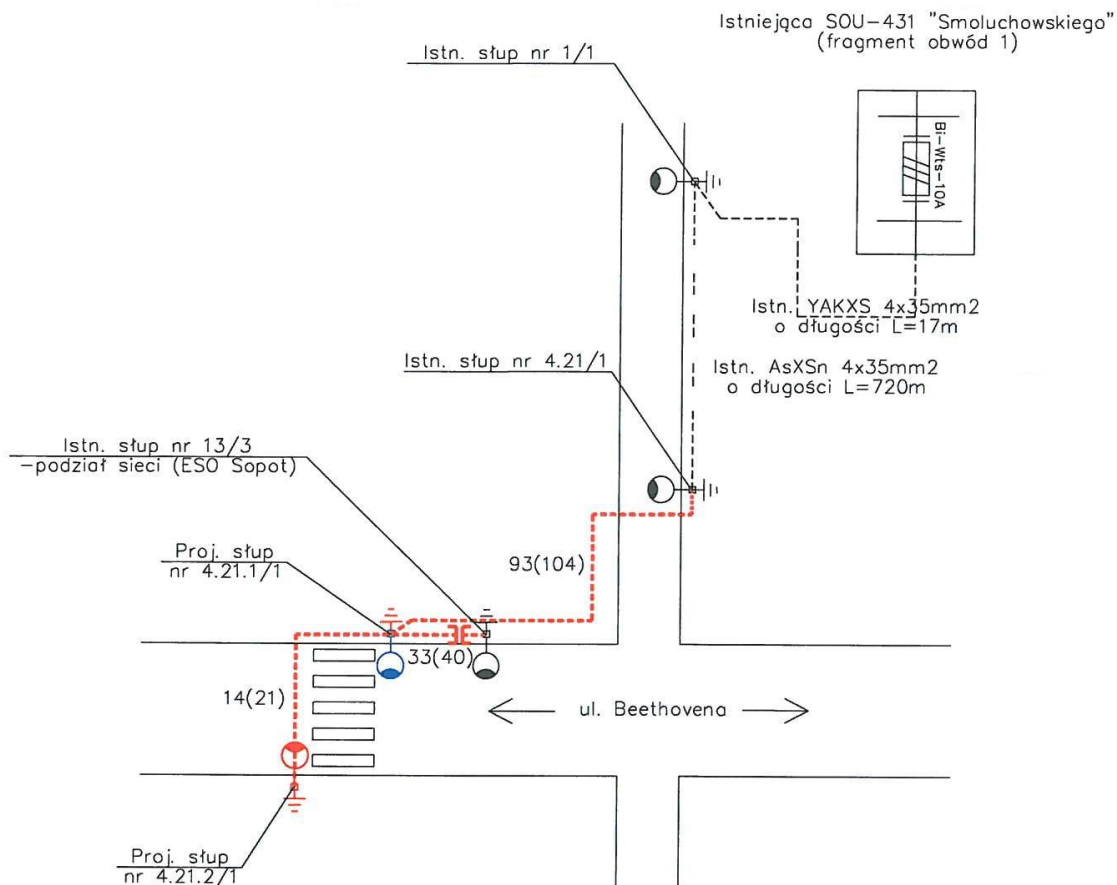 Istniejąca SOU-431 "Smoluchowskiego"
(fragment obwód 1)
Istn. słup nr 1/1
Bi-Wts-10A
Istn. YAKXS 4x35mm2
o długości L=17m
Istn. słup nr 4.21/1
Istn. AsXSn 4x35mm2
o długości L=720m
Istn. słup nr 13/3
-podział sieci (ESO Sopot)
Proj. słup
nr 4.21.1/1
93(104)
33(40)
14(21)
ul. Beethovena
Proj. słup
nr 4.21.2/1